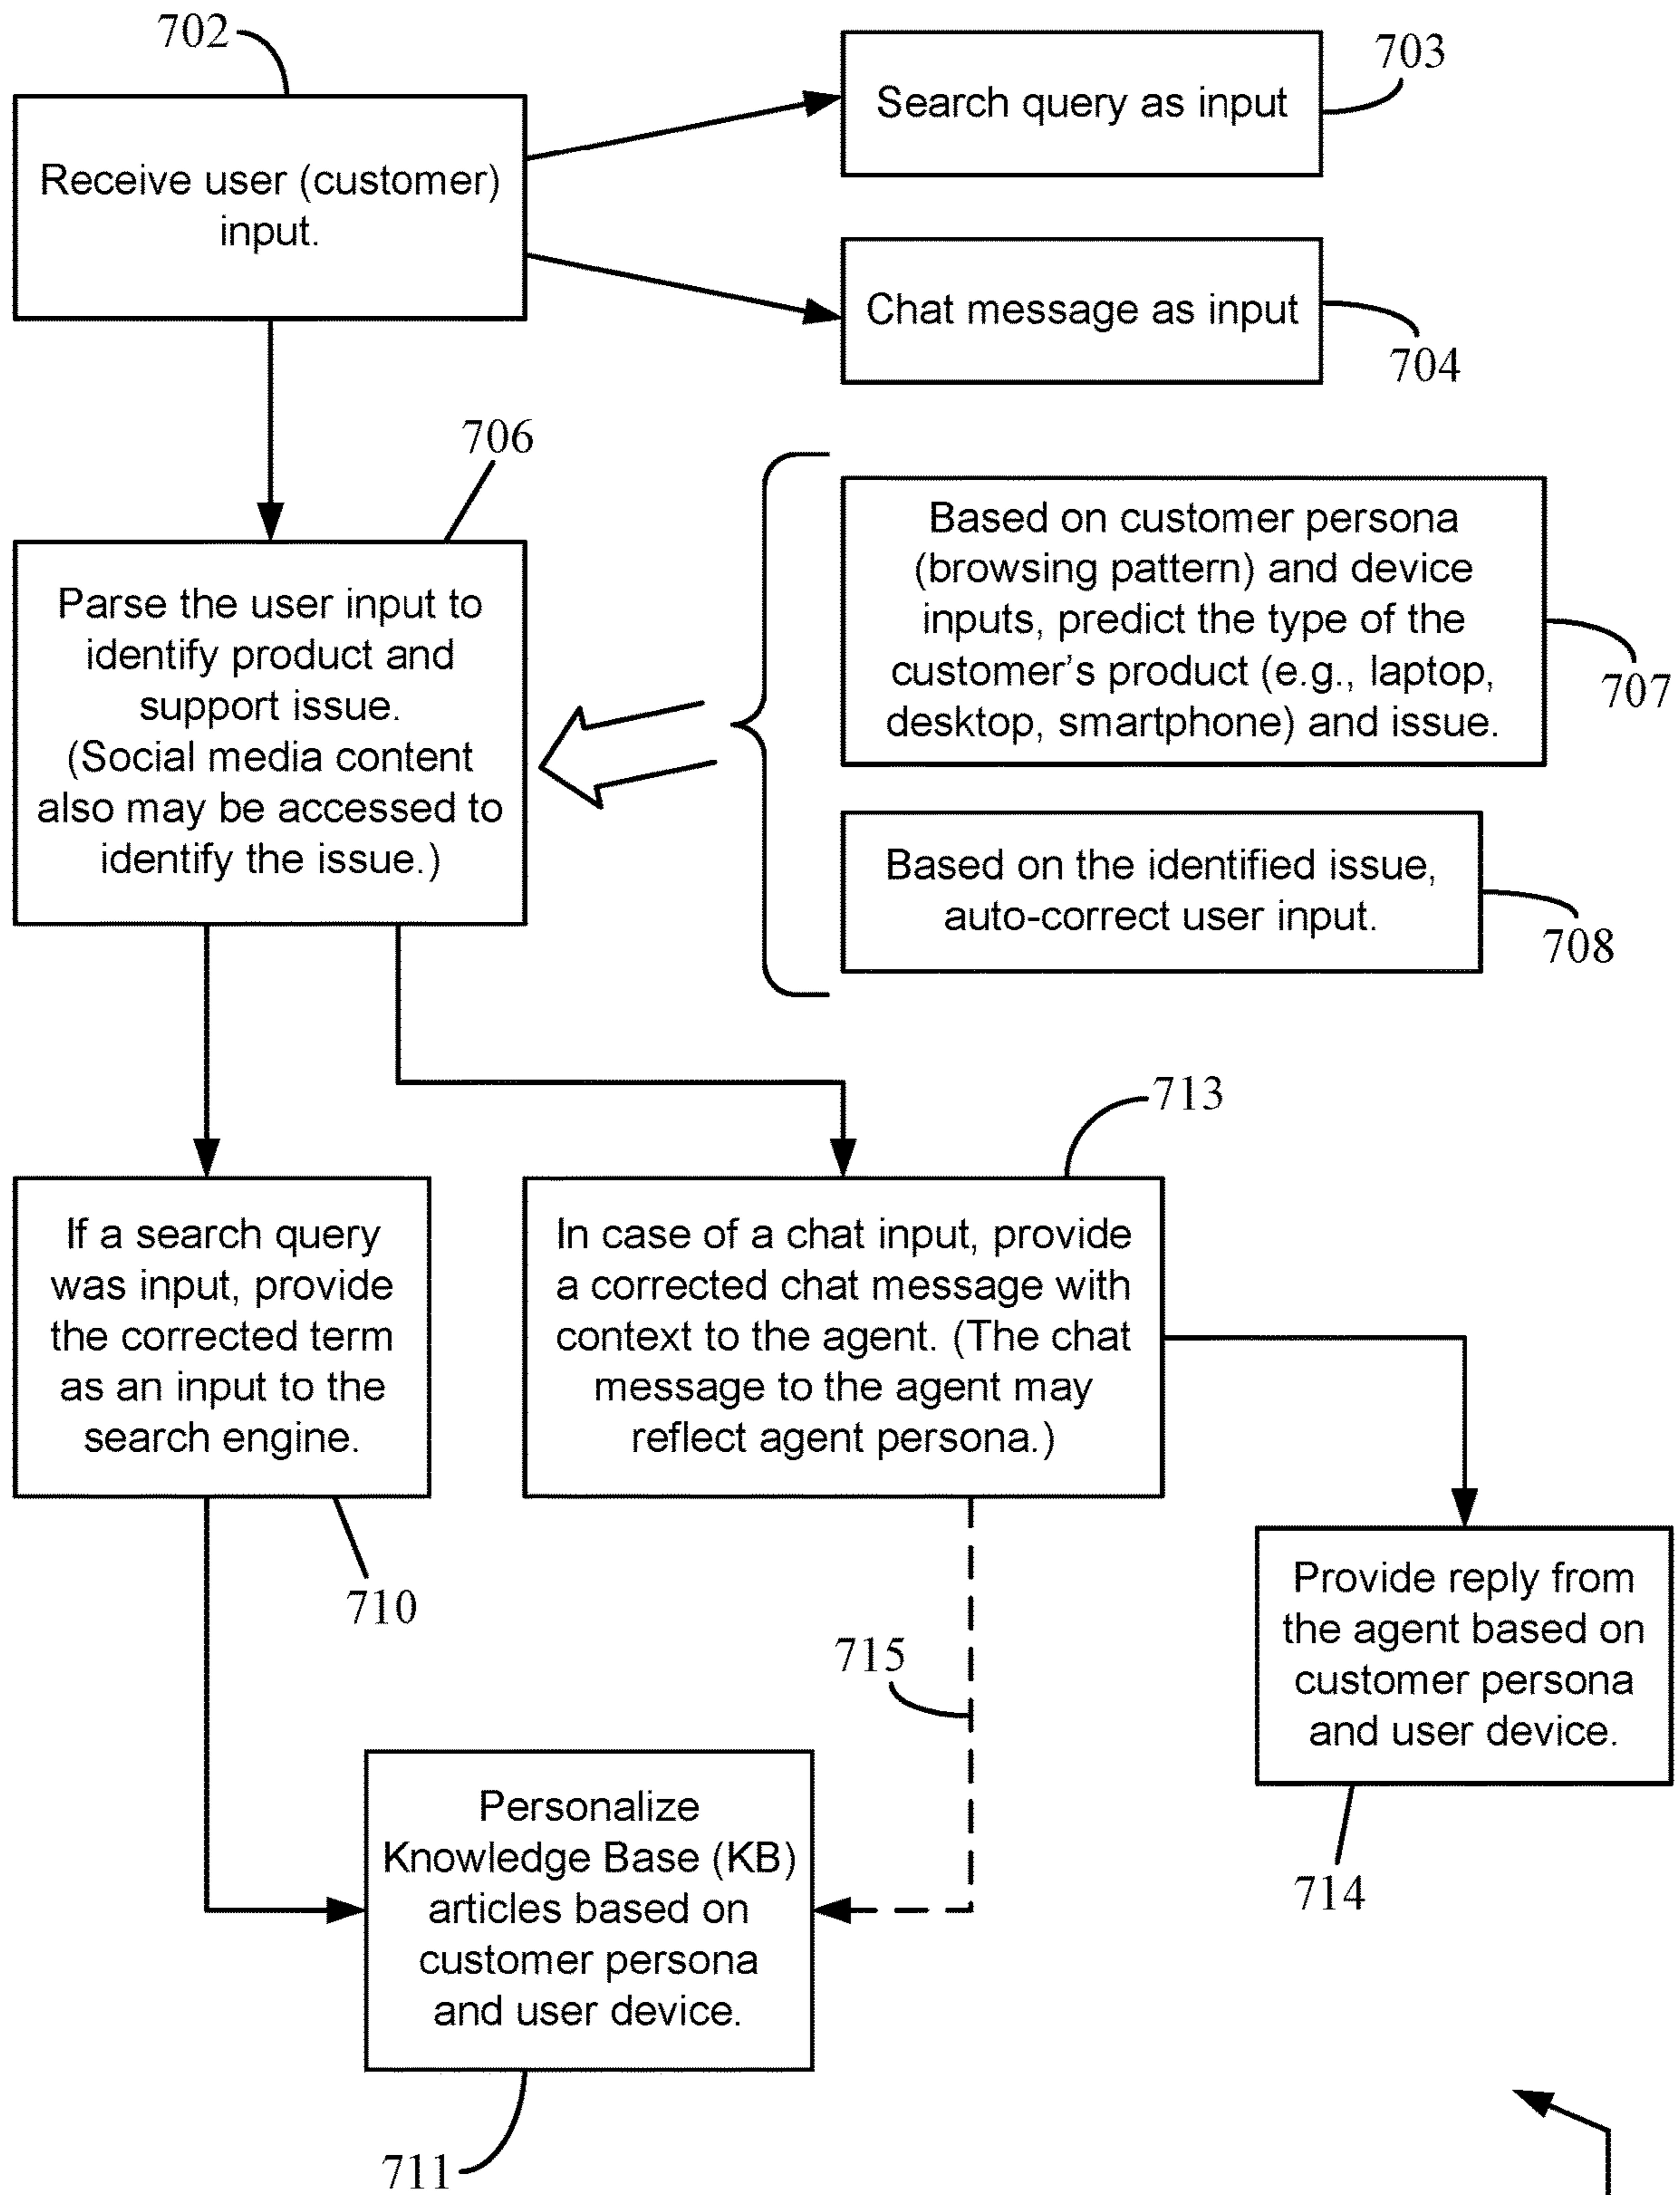 702
Receive user (customer)
input.
Search query as input
703
Chat message as input
704
706
Parse the user input to
identify product and
support issue.
(Social media content
also may be accessed to
identify the issue.)
Based on customer persona
(browsing pattern) and device
inputs, predict the type of the
customer's product (e.g., laptop,
desktop, smartphone) and issue.
707
Based on the identified issue,
auto-correct user input.
708
713
If a search query
was input, provide
the corrected term
as an input to the
search engine.
710
In case of a chat input, provide
a corrected chat message with
context to the agent. (The chat
message to the agent may
reflect agent persona.)
715
Provide reply from
the agent based on
customer persona
and user device.
714
Personalize
Knowledge Base (KB)
articles based on
customer persona
and user device.
711